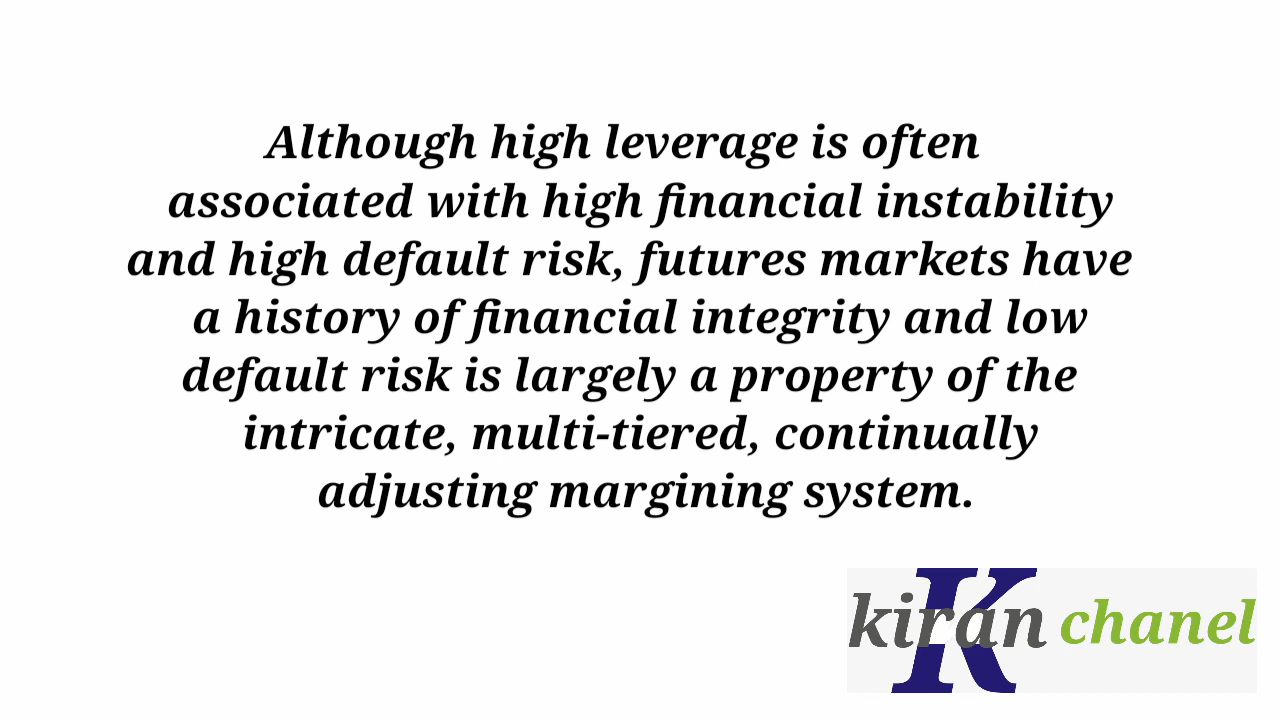 Although high leverage is often
associated with high financial instability
and high default risk, futures markets have
a history of financial integrity and low
default risk is largely a property of the
intricate, multi-tiered, continually
adjusting margining system.
K
kiran chanel